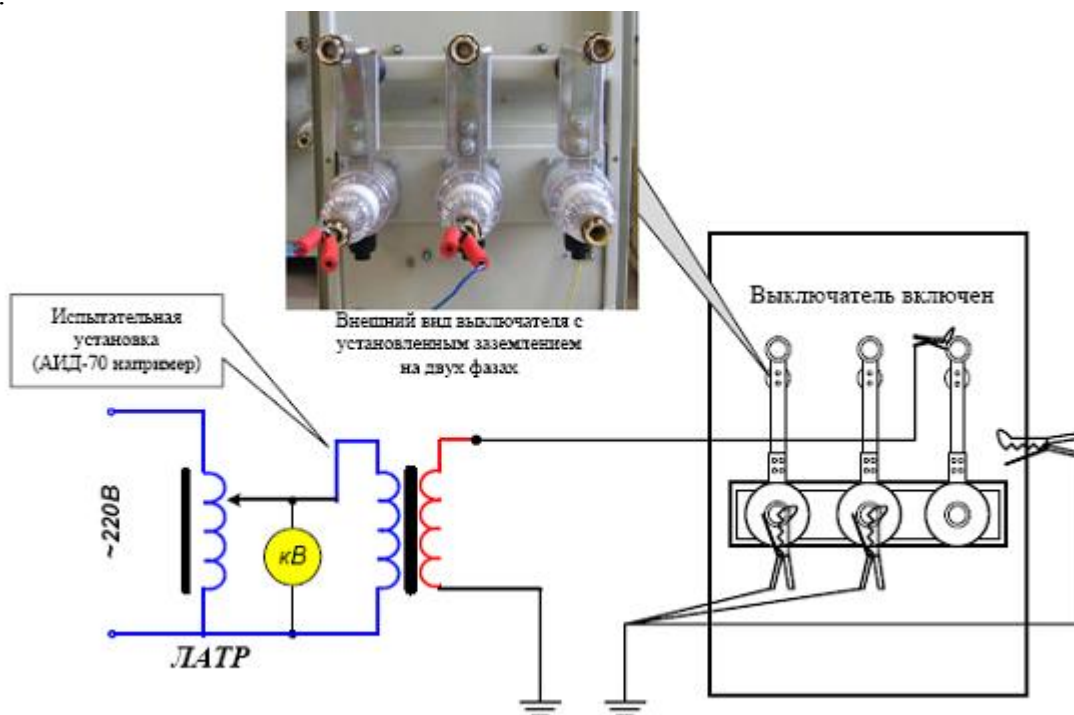 Внешний вид выключателя с
установленным заземлением
на двух фазах
Выключатель включен
Испытательная
установка
(АИД-70 например)
~220В
кВ
ЛАТР